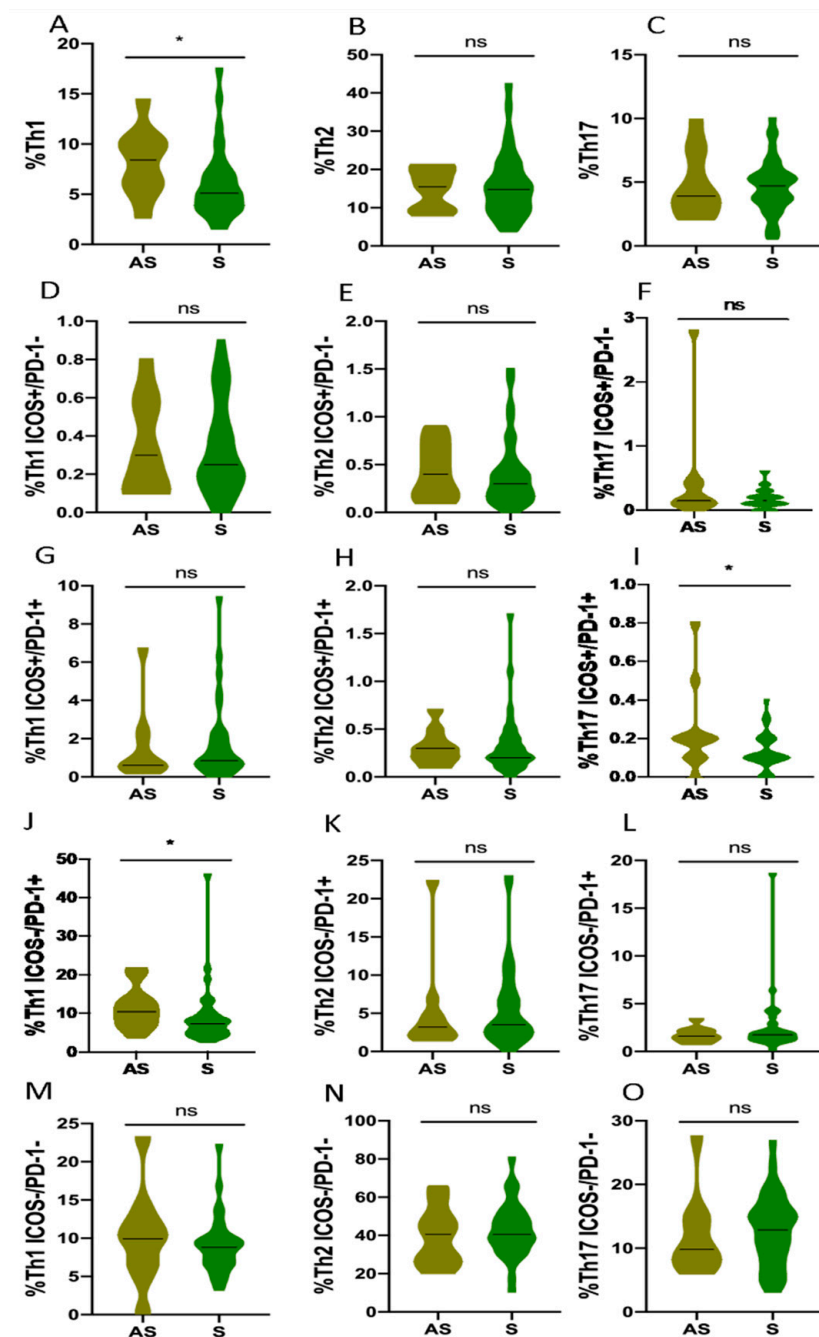 A B C
* ns ns
20 15 10 5 0 %Th1 AS S
50 40 30 20 10 0 %Th2 AS S
15 10 5 0 %Th17 AS S
D E F
ns ns ns
1.0 0.8 0.6 0.4 0.2 0.0 %Th1 ICOS+/PD-1- AS S
2.0 1.5 1.0 0.5 0.0 %Th2 ICOS+/PD-1- AS S
3 2 1 0 %Th17 ICOS+/PD-1- AS S
G H I
ns ns *
10 8 6 4 2 0 %Th1 ICOS+/PD-1+ AS S
2.0 1.5 1.0 0.5 0.0 %Th2 ICOS+/PD-1+ AS S
1.0 0.8 0.6 0.4 0.2 0.0 %Th17 ICOS+/PD-1+ AS S
J K L
* ns ns
50 40 30 20 10 0 %Th1 ICOS-/PD-1+ AS S
25 20 15 10 5 0 %Th2 ICOS-/PD-1+ AS S
20 15 10 5 0 %Th17 ICOS-/PD-1+ AS S
M N O
ns ns ns
25 20 15 10 5 0 %Th1 ICOS-/PD-1- AS S
100 80 60 40 20 0 %Th2 ICOS-/PD-1- AS S
30 20 10 0 %Th17 ICOS-/PD-1- AS S